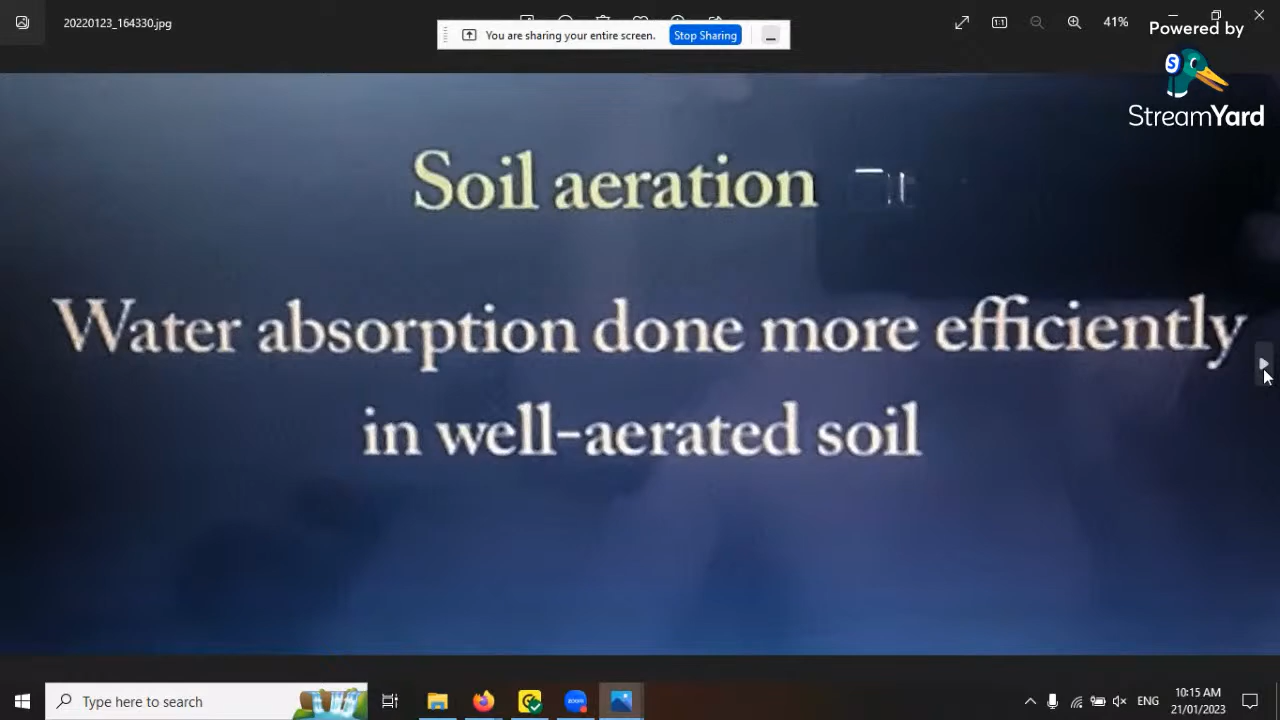 20220123_164330.jpg
You are sharing your entire screen.
Stop Sharing
41%
Powered by
StreamYard
Soil aeration
Water absorption done more efficiently
in well-aerated soil
Type here to search
zoom
ENG
10:15 AM
21/01/2023